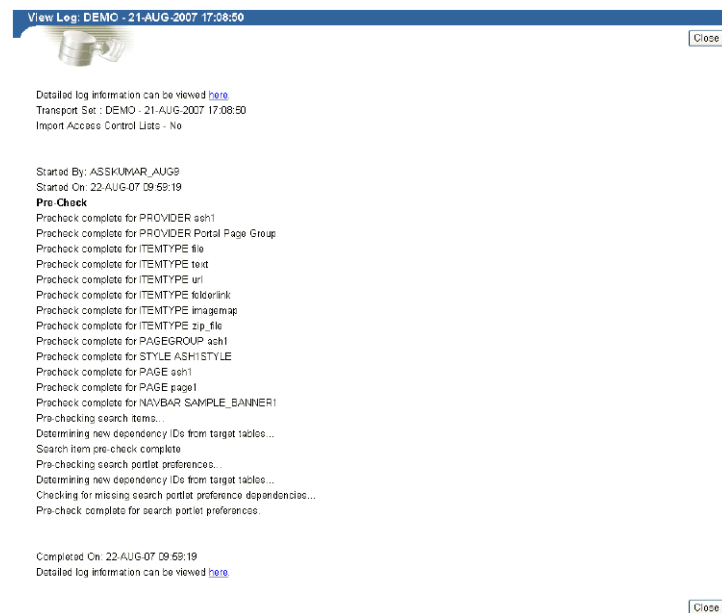 View Log: DEMO - 21-AUG-2007 17:08:50
Close
Detailed log information can be viewed here.
Transport Set : DEMO - 21-AUG-2007 17:08:50
Import Access Control Lists - No
Started By: ASSKUMAR_AUG9
Started On: 22-AUG-07 09:59:19
Pre-Check
Precheck complete for PROVIDER ash1
Precheck complete for PROVIDER Portal Page Group
Precheck complete for ITEMTYPE file
Precheck complete for ITEMTYPE text
Precheck complete for ITEMTYPE url
Precheck complete for ITEMTYPE folderlink
Precheck complete for ITEMTYPE imagemap
Precheck complete for ITEMTYPE zip_file
Precheck complete for PAGEGROUP ash1
Precheck complete for STYLE ASH1STYLE
Precheck complete for PAGE ash1
Precheck complete for PAGE page1
Precheck complete for NAVBAR SAMPLE_BANNER1
Pre-checking search items...
Determining new dependency IDs from target tables...
Search item pre-check complete
Pre-checking search portlet preferences...
Determining new dependency IDs from target tables...
Checking for missing search portlet preference dependencies...
Pre-check complete for search portlet preferences.
Completed On: 22-AUG-07 09:59:19
Detailed log information can be viewed here.
Close